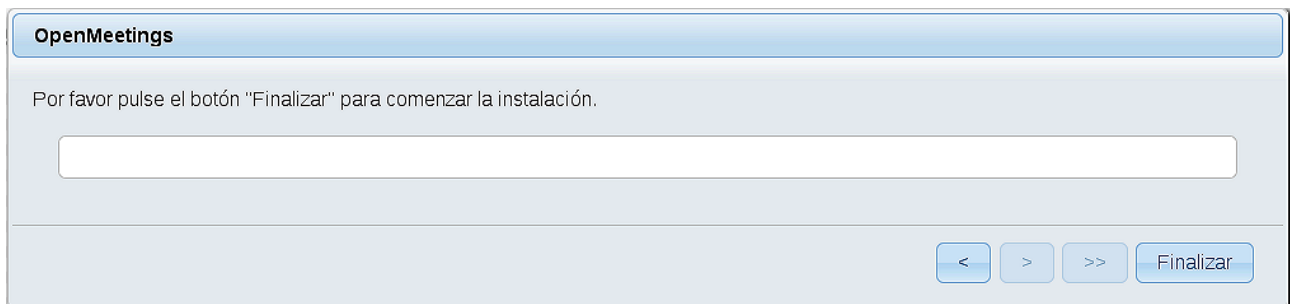 OpenMeetings
Por favor pulse el botón "Finalizar" para comenzar la instalación.
< > >> Finalizar